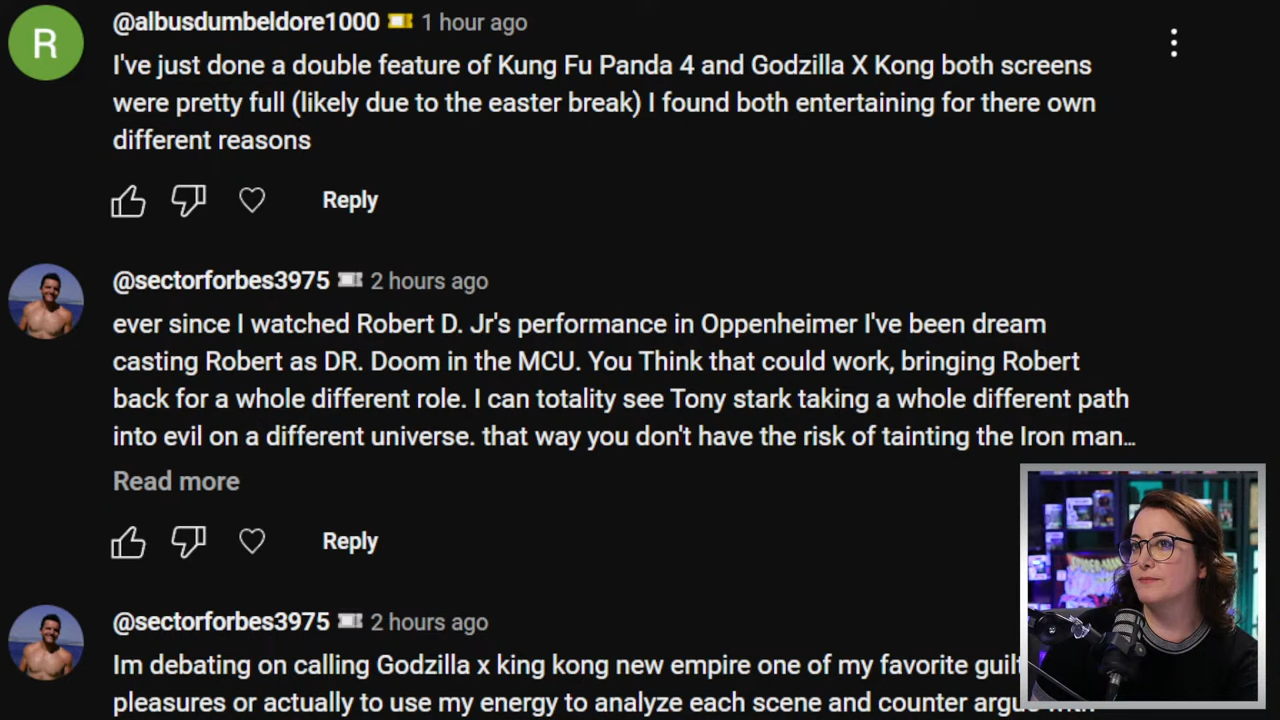 R
@albusdumbeldore1000 1 hour ago
I've just done a double feature of Kung Fu Panda 4 and Godzilla X Kong both screens
were pretty full (likely due to the easter break) I found both entertaining for there own
different reasons
Reply
@sectorforbes3975 2 hours ago
ever since I watched Robert D. Jr's performance in Oppenheimer I've been dream
casting Robert as DR. Doom in the MCU. You Think that could work, bringing Robert
back for a whole different role. I can totality see Tony stark taking a whole different path
into evil on a different universe. that way you don't have the risk of tainting the Iron man...
Read more
Reply
@sectorforbes3975 2 hours ago
Im debating on calling Godzilla x king kong new empire one of my favorite
pleasures or actually to use my energy to analyze each scene and counter